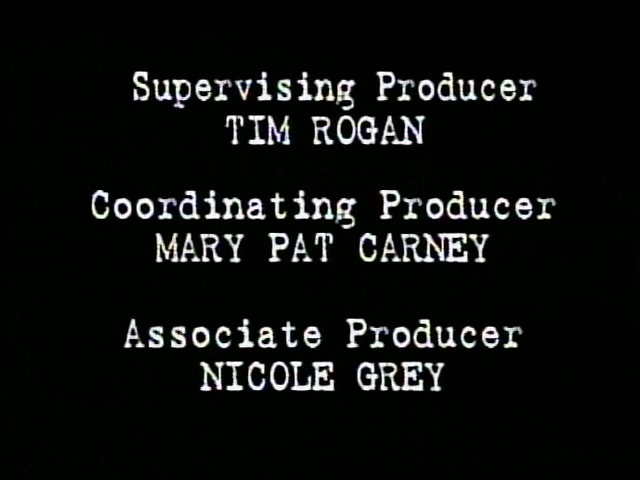 Supervising Producer
TIM ROGAN
Coordinating Producer
MARY PAT CARNEY
Associate Producer
NICOLE GREY